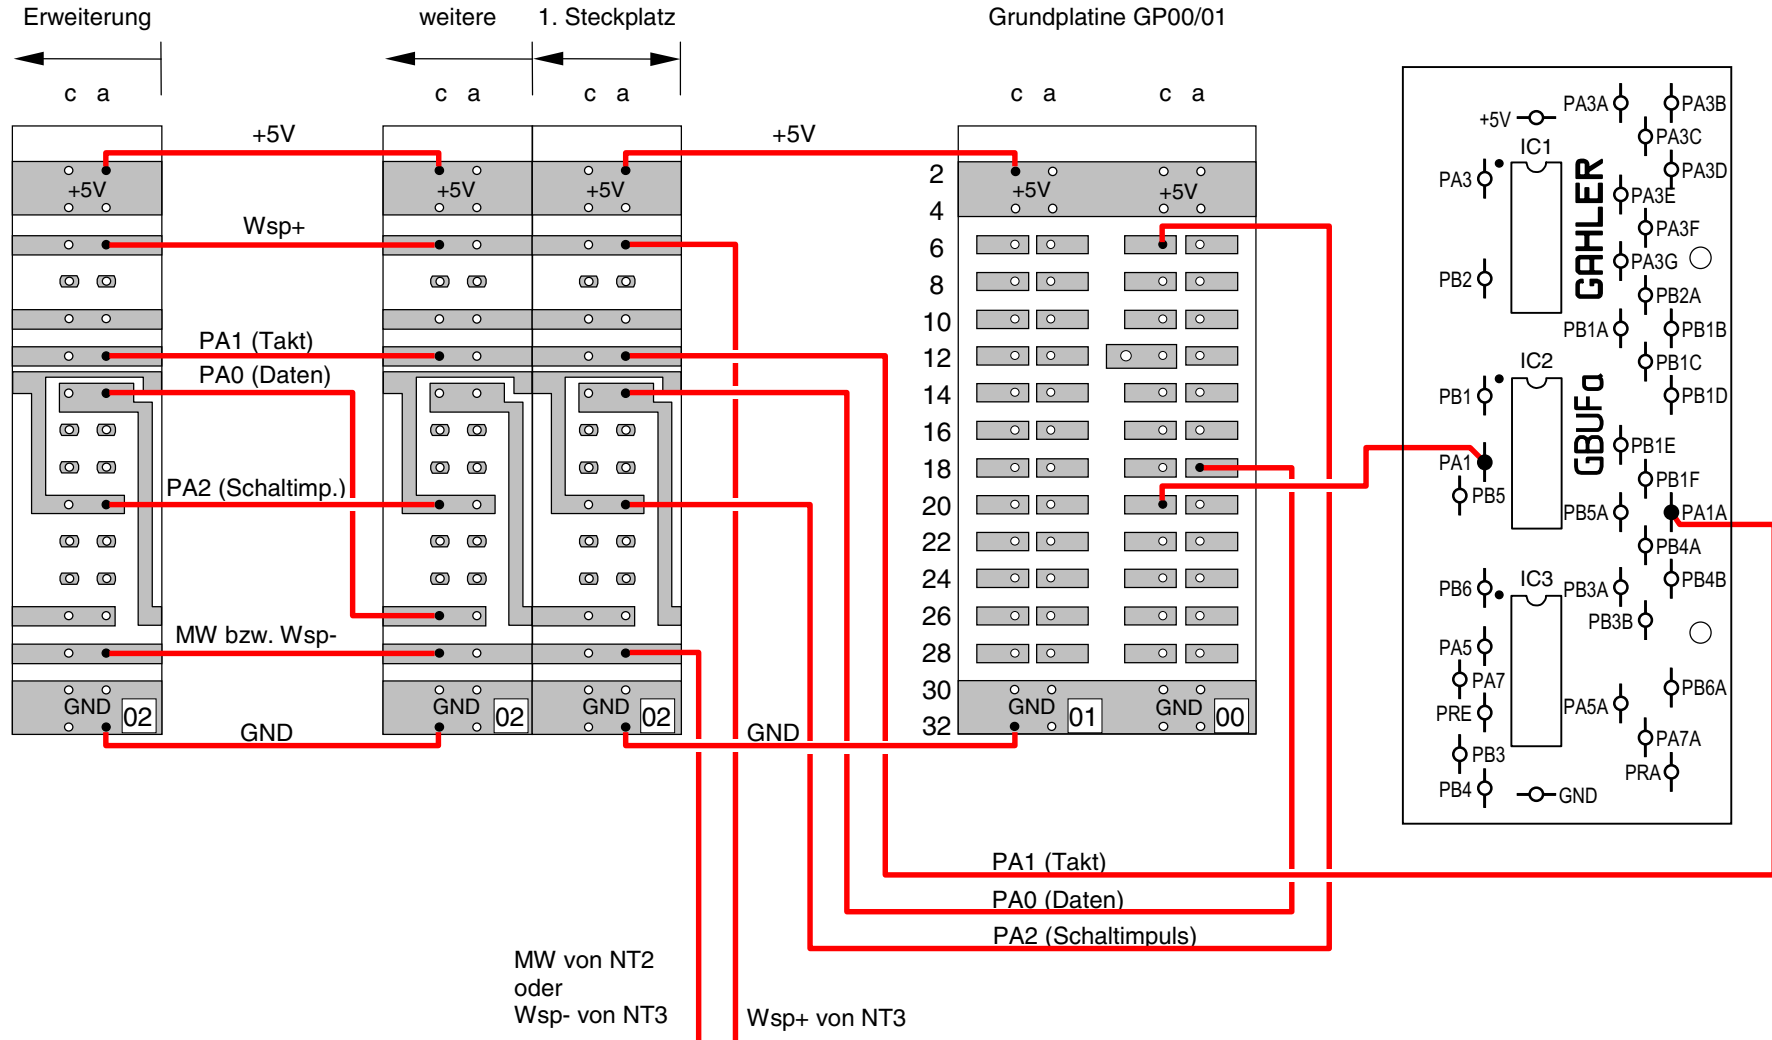 Erweiterung
weitere
1. Steckplatz
Grundplatine GP00/01
c a
c a
c a
c a
c a
+5V
+5V
+5V
+5V
+5V
+5V
+5V
Wsp+
PA1 (Takt)
PA0 (Daten)
PA2 (Schaltimp.)
MW bzw. Wsp-
GND
02
GND
02
GND
02
GND
01
GND
00
GND
GND
2
4
6
8
10
12
14
16
18
20
22
24
26
28
30
32
PA1 (Takt)
PA0 (Daten)
PA2 (Schaltimpuls)
MW von NT2
oder
Wsp- von NT3
Wsp+ von NT3
+5V
IC1
PA3
PB2
IC2
PB1
PA1
PB5
IC3
PB6
PA5
PA7
PRE
PB3
PB4
GND
GAHLER
GBUFa
PA3A
PA3B
PA3C
PA3D
PA3E
PA3F
PA3G
PB2A
PB1A
PB1B
PB1C
PB1D
PB1E
PB1F
PB5A
PA1A
PB4A
PB4B
PB3A
PB3B
PB6A
PA5A
PA7A
PRA